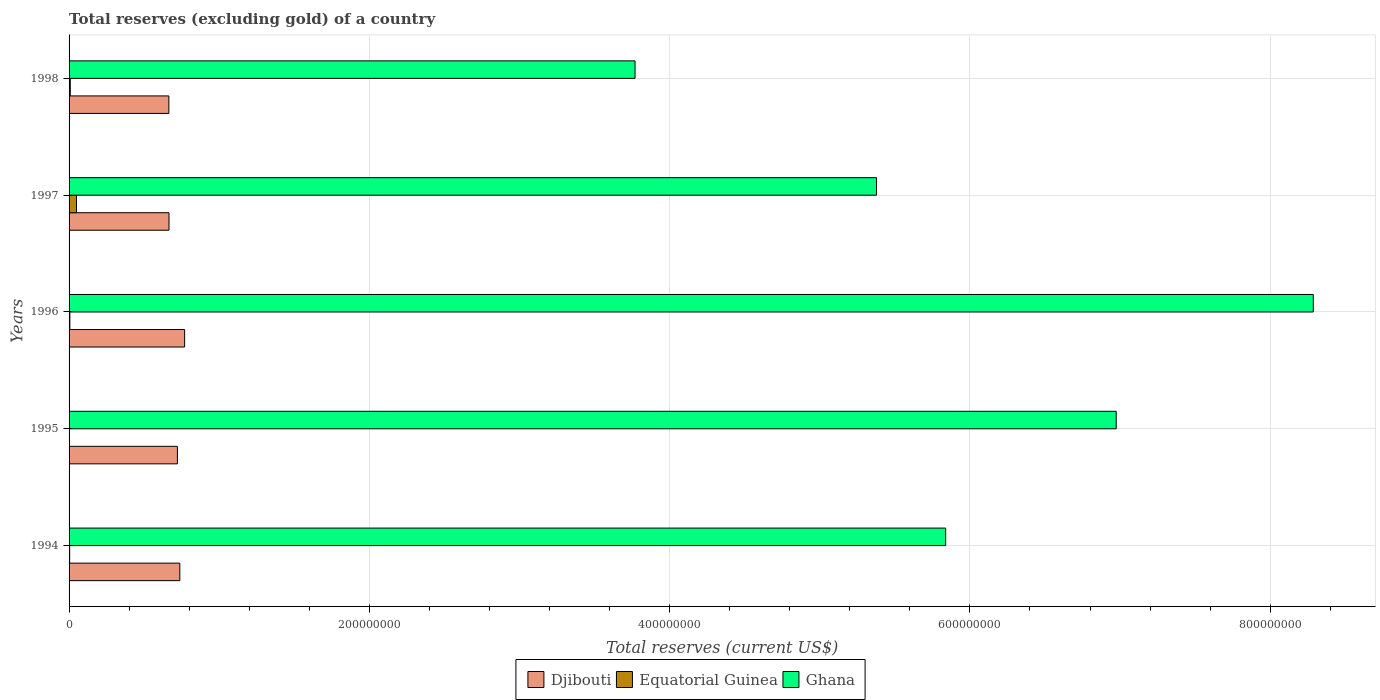 Total reserves (excluding gold) of a country
1998
1997
1996
1995
1994
Years
0
200000000
400000000
600000000
800000000
Total reserves (current US$)
Djibouti
Equatorial Guinea
Ghana